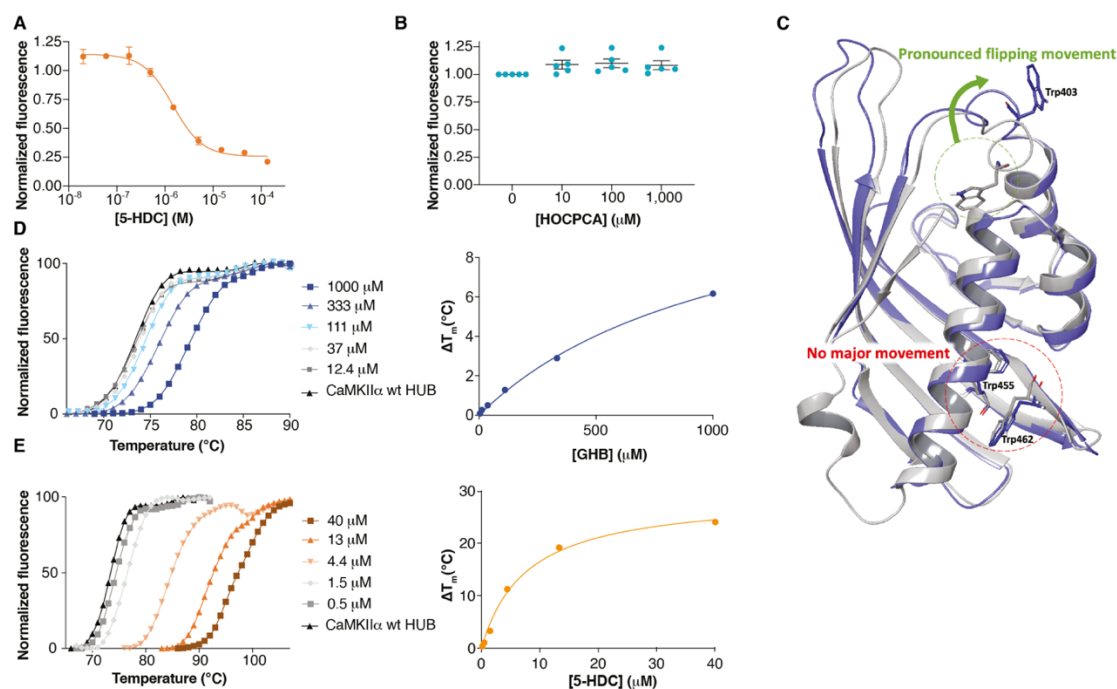 A
Normalized fluorescence
1.25
1.00
0.75
0.50
0.25
0.00
10⁻⁸
10⁻⁷
10⁻⁶
10⁻⁵
10⁻⁴
[5-HDC] (M)
B
Normalized fluorescence
1.25
1.00
0.75
0.50
0.25
0.00
0
10
100
1,000
[HOCPCA] (μM)
C
Pronounced flipping movement
Trp403
No major movement
Trp455
Trp462
D
Normalized fluorescence
100
50
0
70
75
80
85
90
Temperature (°C)
1000 μM
333 μM
111 μM
37 μM
12.4 μM
CaMKIIα wt HUB
ΔTm(°C)
8
6
4
2
0
0
500
1000
[GHB] (μM)
E
Normalized fluorescence
100
50
0
70
80
90
100
Temperature (°C)
40 μM
13 μM
4.4 μM
1.5 μM
0.5 μM
CaMKIIα wt HUB
ΔTm(°C)
30
20
10
0
0
10
20
30
40
[5-HDC] (μM)